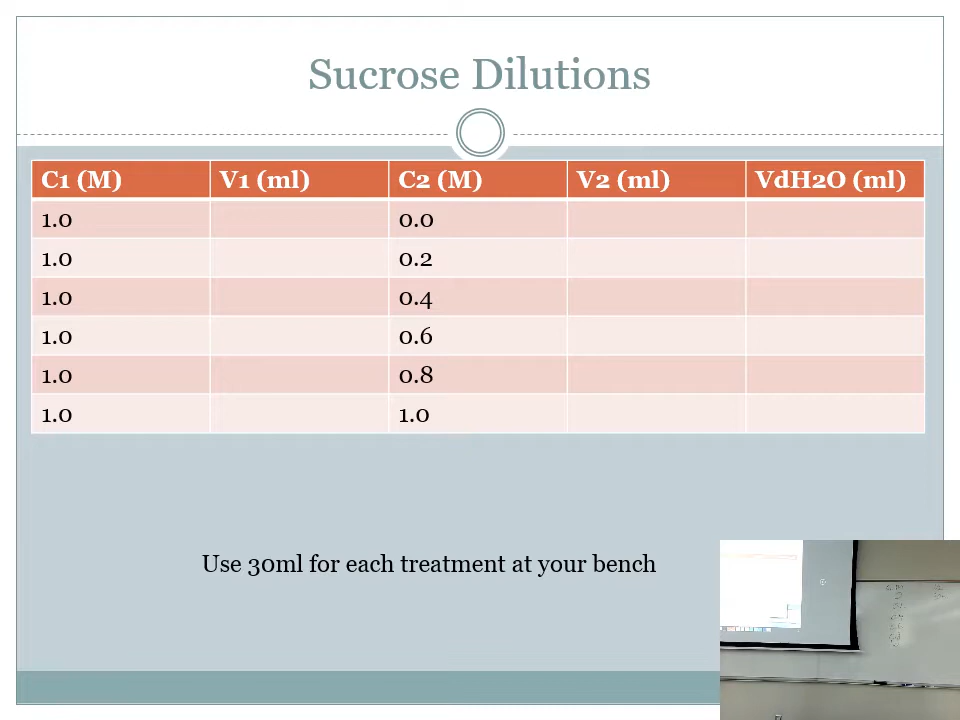 Sucrose Dilutions
C1 (M) V1 (ml) C2 (M) V2 (ml) VdH2O (ml)
1.0 0.0
1.0 0.2
1.0 0.4
1.0 0.6
1.0 0.8
1.0 1.0
Use 30ml for each treatment at your bench